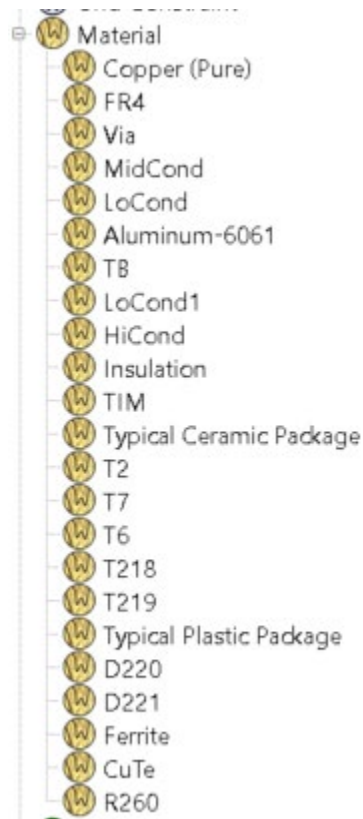 Material
Copper (Pure)
FR4
Via
MidCond
LoCond
Aluminum-6061
T8
LoCond1
HiCond
Insulation
TIM
Typical Ceramic Package
T2
T7
T6
T218
T219
Typical Plastic Package
D220
D221
Ferrite
CuTe
R260